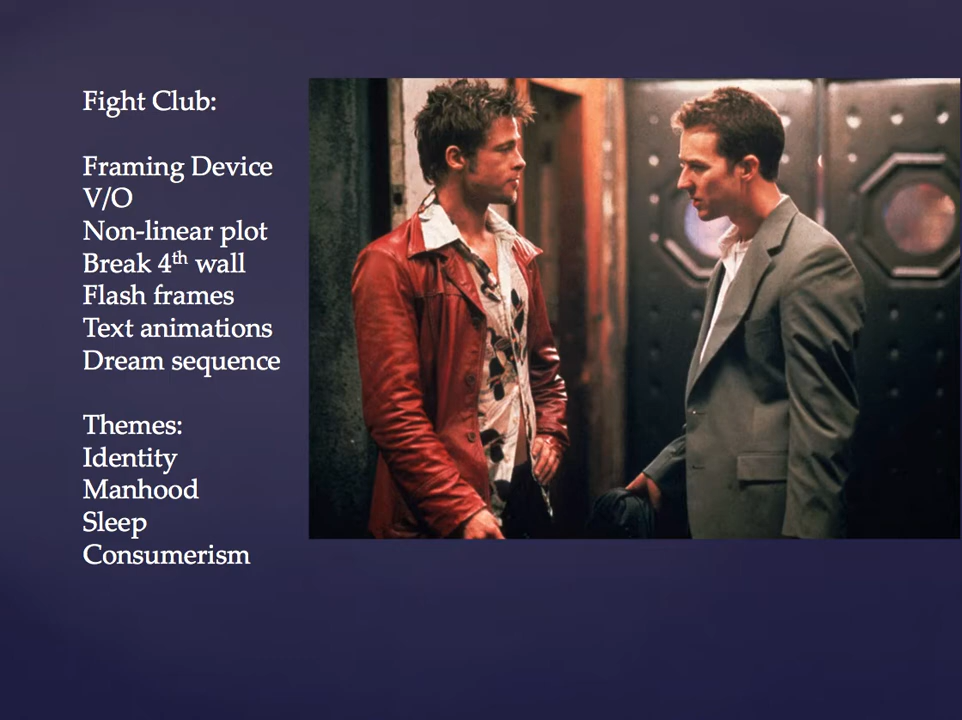 Fight Club:
Framing Device
V/O
Non-linear plot
Break 4th wall
Flash frames
Text animations
Dream sequence
Themes:
Identity
Manhood
Sleep
Consumerism